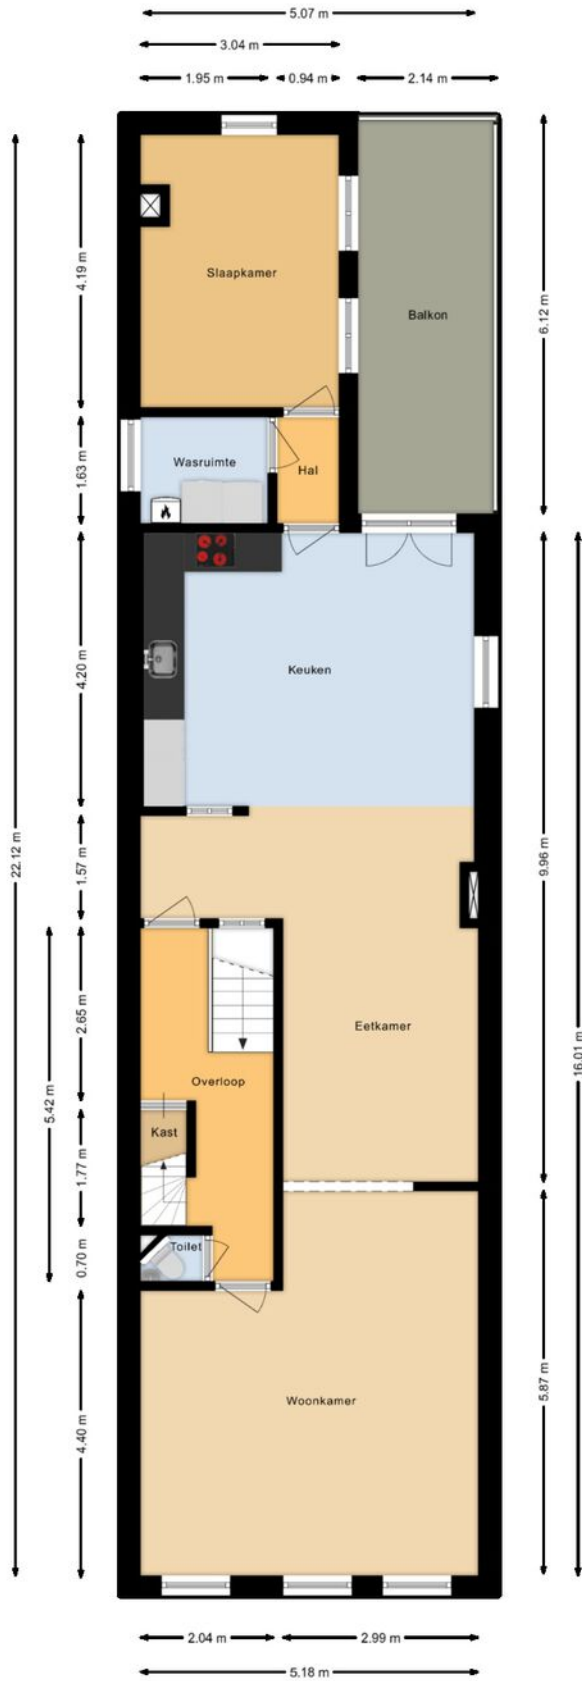 5.07 m
3.04 m
1.95 m
0.94 m
2.14 m
4.19 m
Slaapkamer
Balkon
6.12 m
1.63 m
Wasruimte
Hal
4.20 m
Keuken
22.12 m
1.57 m
9.96 m
2.65 m
Eetkamer
16.01 m
5.42 m
Overloop
Kast
1.77 m
0.70 m
Toilet
4.40 m
Woonkamer
5.87 m
2.04 m
2.99 m
5.18 m